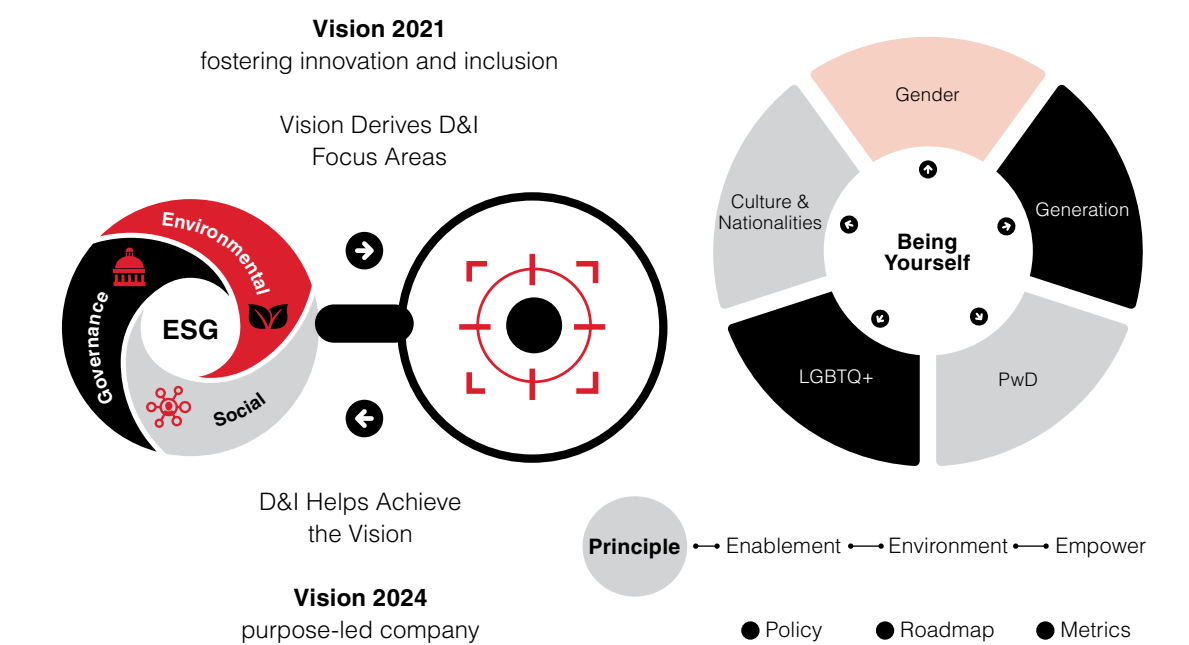 Vision 2021
fostering innovation and inclusion
Vision Derives D&I
Focus Areas
Environmental
Governance
ESG
Social
D&I Helps Achieve
the Vision
Vision 2024
purpose-led company
Gender
Culture &
Nationalities
Generation
Being
Yourself
LGBTQ+
PwD
Principle
Enablement
Environment
Empower
Policy
Roadmap
Metrics